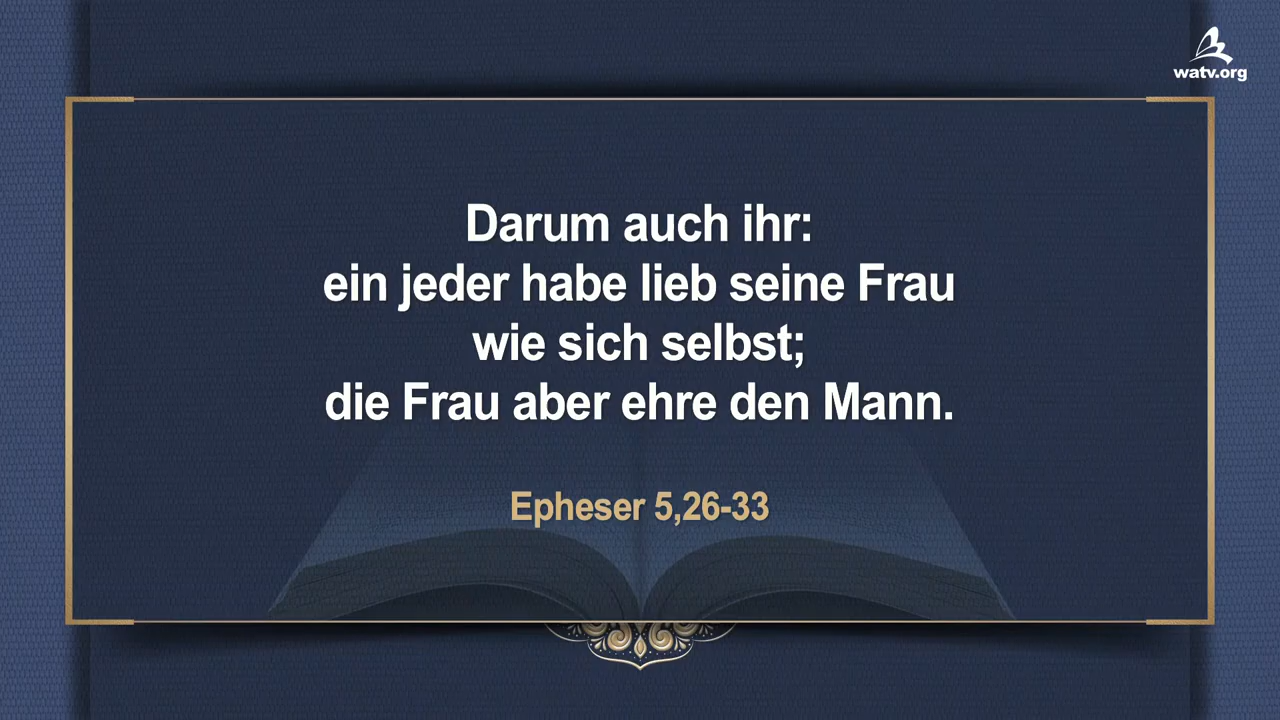 watv.org
Darum auch ihr:
ein jeder habe lieb seine Frau
wie sich selbst;
die Frau aber ehre den Mann.
Epheser 5,26-33